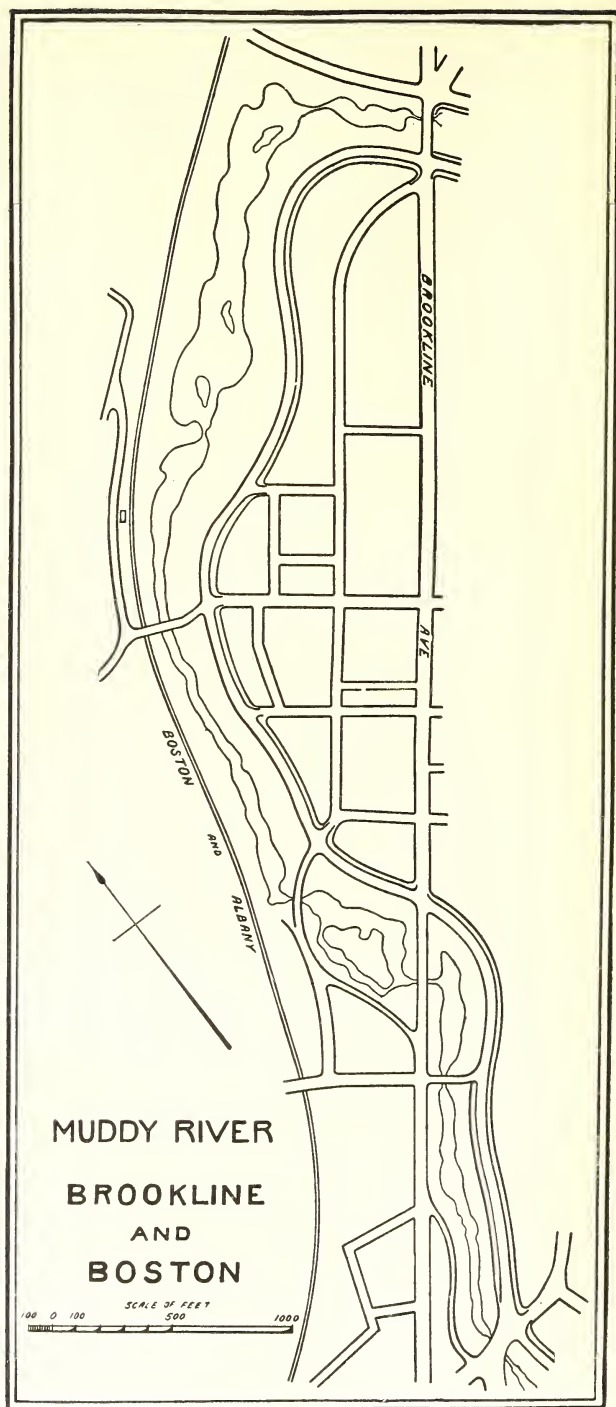 BROOKLINE
AVE
BOSTON
AND
ALBANY
MUDDY RIVER
BROOKLINE
AND
BOSTON
SCALE OF FEET
100 0 100 500 1000